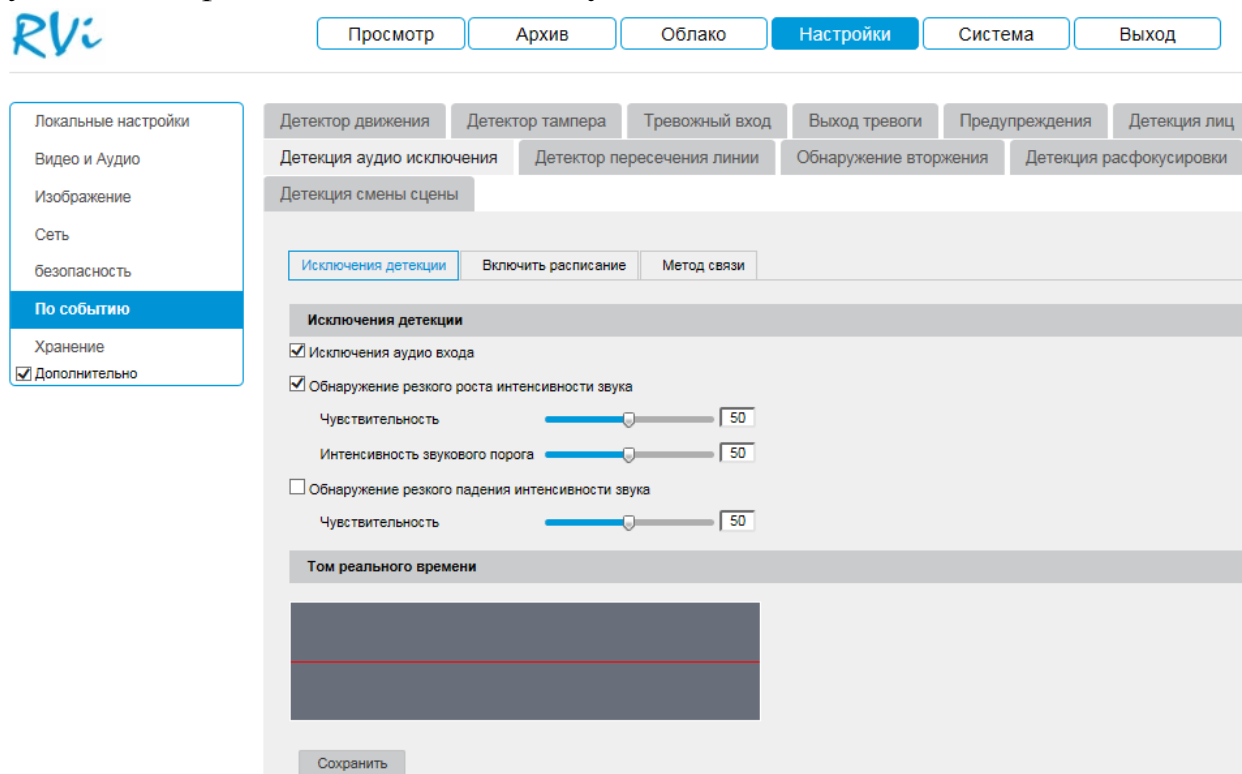 RVi
Просмотр Архив Облако Настройки Система Выход
Локальные настройки
Видео и Аудио
Изображение
Сеть
безопасность
По событию
Хранение
Дополнительно
Детектор движения Детектор тампера Тревожный вход Выход тревоги Предупреждения Детекция лиц
Детекция аудио исключения Детектор пересечения линии Обнаружение вторжения Детекция расфокусировки
Детекция смены сцены
Исключения детекции Включить расписание Метод связи
Исключения детекции
Исключения аудио входа
Обнаружение резкого роста интенсивности звука
Чувствительность 50
Интенсивность звукового порога 50
Обнаружение резкого падения интенсивности звука
Чувствительность 50
Том реального времени
Сохранить